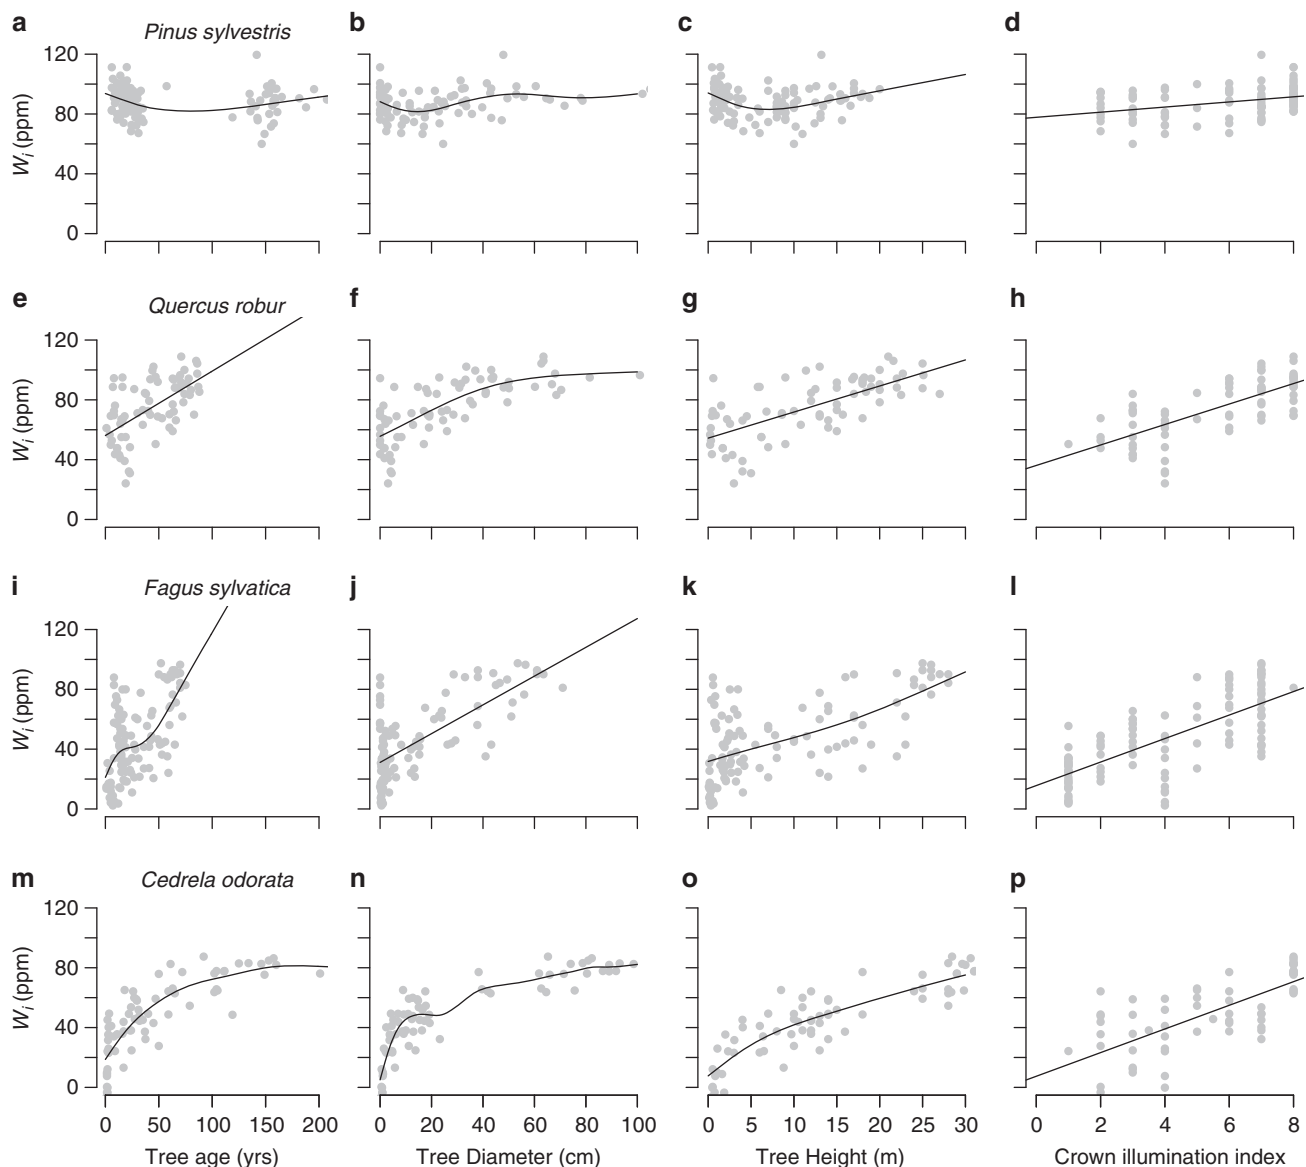 a
Pinus sylvestris
b
c
d
120
80
40
0
Wi (ppm)
e
Quercus robur
f
g
h
120
80
40
0
Wi (ppm)
i
Fagus sylvatica
j
k
l
120
80
40
0
Wi (ppm)
m
Cedrela odorata
n
o
p
120
80
40
0
Wi (ppm)
0 50 100 150 200
0 20 40 60 80 100
0 5 10 15 20 25 30
0 2 4 6 8
Tree age (yrs)
Tree Diameter (cm)
Tree Height (m)
Crown illumination index